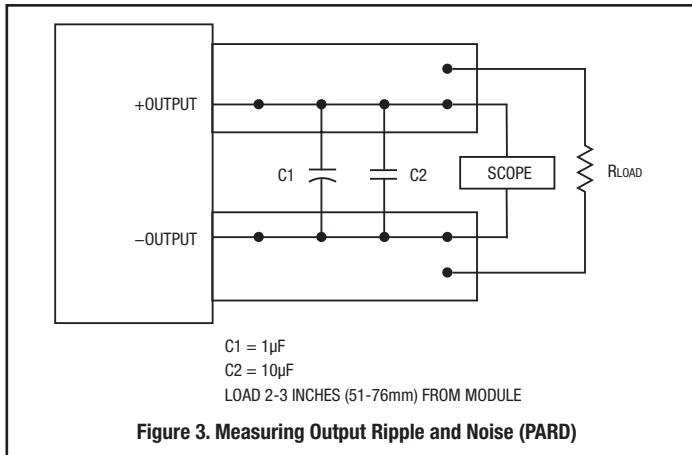 +OUTPUT
C1
C2
SCOPE
RLOAD
−OUTPUT
C1 = 1µF
C2 = 10µF
LOAD 2-3 INCHES (51-76mm) FROM MODULE
Figure 3. Measuring Output Ripple and Noise (PARD)